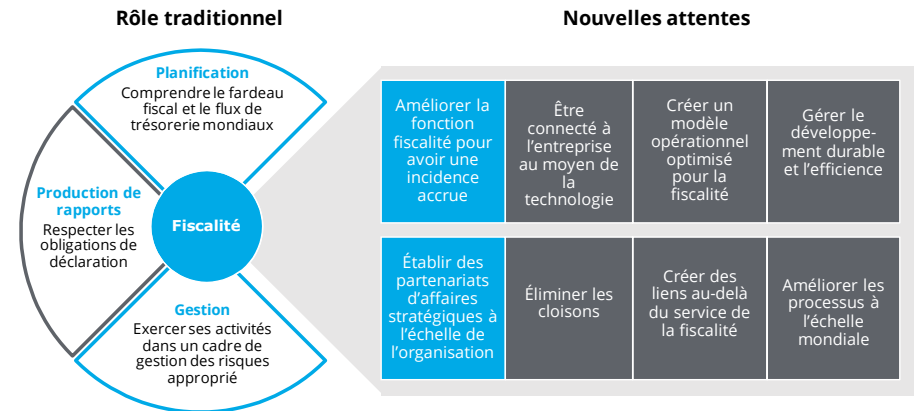 Rôle traditionnel
Nouvelles attentes
Planification
Comprendre le fardeau
fiscal et le flux de
trésorerie mondiaux
Production de
rapports
Respecter les
obligations de
déclaration
Fiscalité
Gestion
Exercer ses activités
dans un cadre de
gestion des risques
approprié
Améliorer la
fonction
fiscalité pour
avoir une
incidence
accrue
Être
connecté à
l’entreprise
au moyen de
la
technologie
Créer un
modèle
opérationnel
optimisé
pour la
fiscalité
Gérer le
développe-
ment durable
et l’efficience
Établir des
partenariats
d’affaires
stratégiques à
l’échelle de
l’organisation
Éliminer les
cloisons
Créer des
liens au-delà
du service de
la fiscalité
Améliorer les
processus à
l’échelle
mondiale